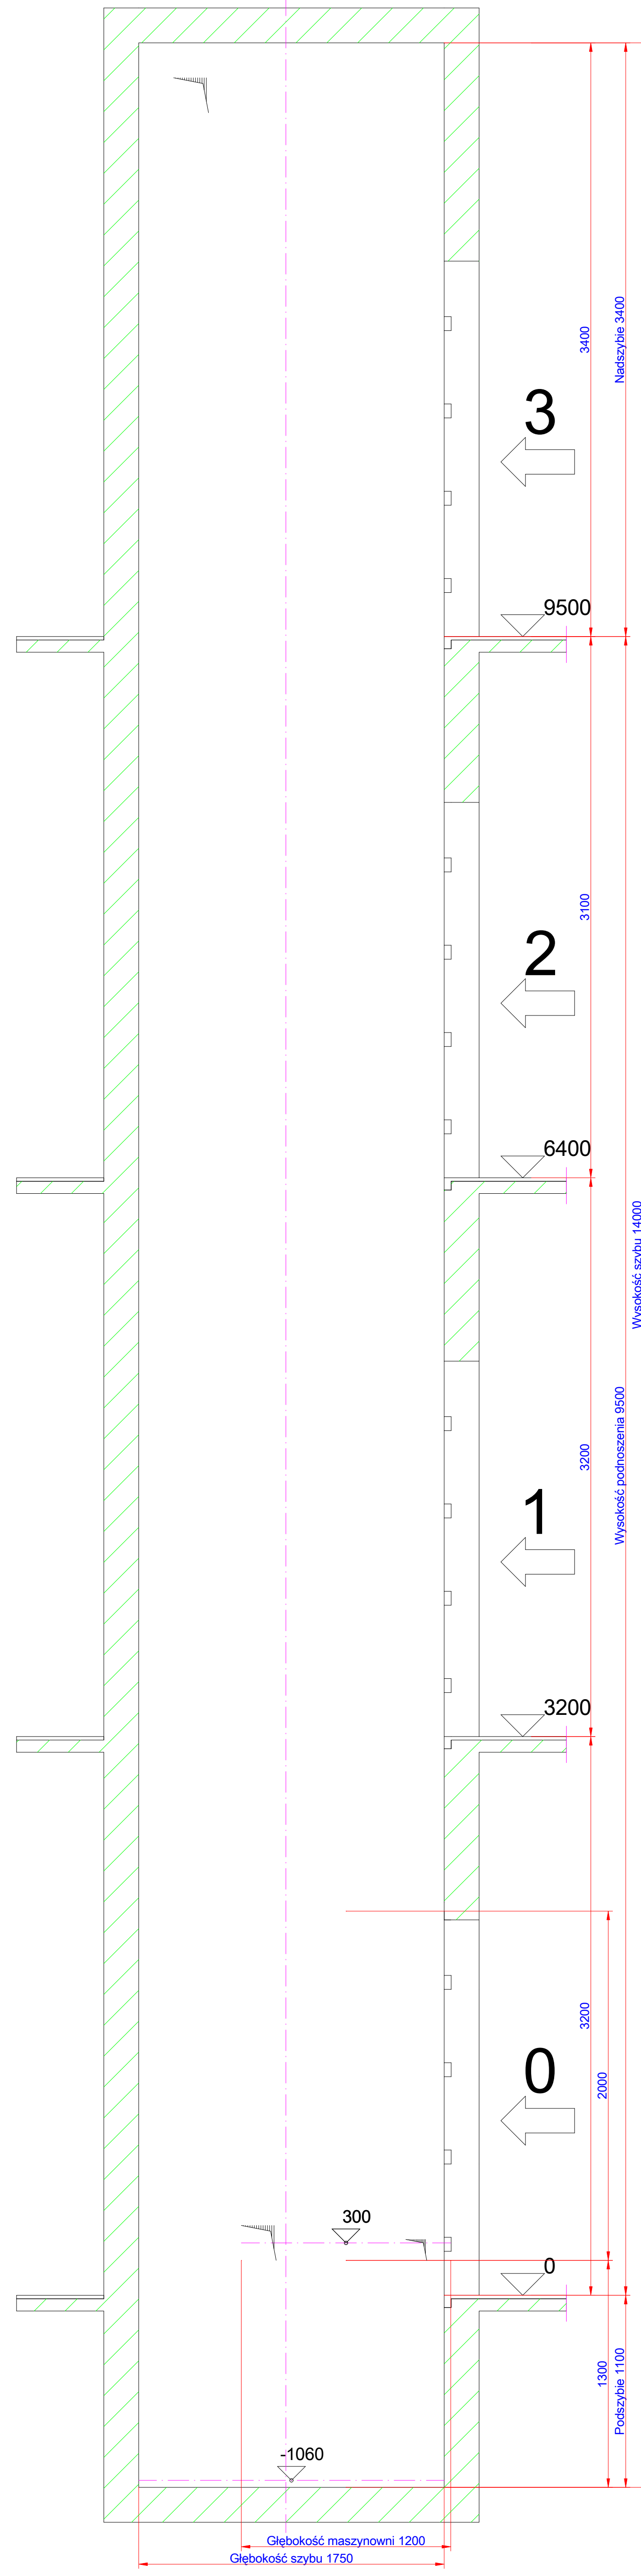 3400
Nadszybie 3400
3
9500
3100
2
6400
Wysokość szybu 14000
3200
Wysokość podnoszenia 9500
1
3200
3200
2000
0
300
0
1300
Podszybie 1100
-1060
Głębokość maszynowni 1200
Głębokość szybu 1750